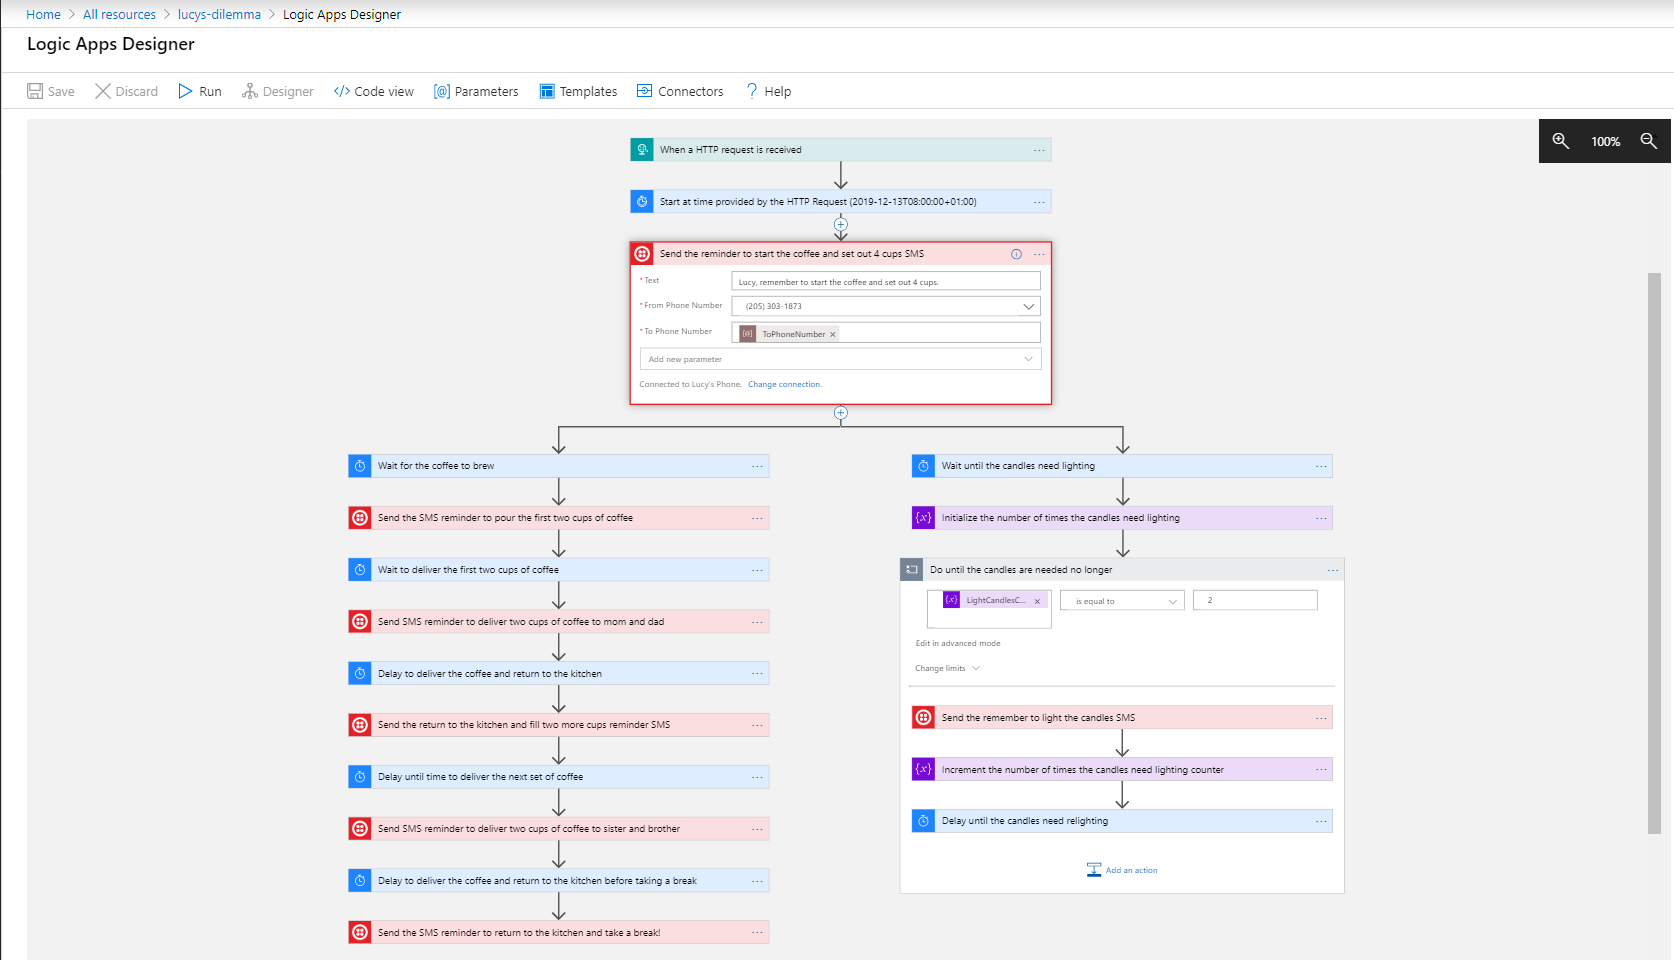 Home > All resources > lucys-dilemma > Logic Apps Designer
Logic Apps Designer
Save Discard Run Designer </> Code view [@] Parameters Templates Connectors ? Help
100%
When a HTTP request is received ...
Start at time provided by the HTTP Request (2019-12-13T08:00:00+01:00) ...
Send the reminder to start the coffee and set out 4 cups SMS ...
* Text Lucy, remember to start the coffee and set out 4 cups.
* From Phone Number (205) 303-1873
* To Phone Number [@] ToPhoneNumber ×
Add new parameter
Connected to Lucy's Phone. Change connection.
Wait for the coffee to brew ...
Send the SMS reminder to pour the first two cups of coffee ...
Wait to deliver the first two cups of coffee ...
Send SMS reminder to deliver two cups of coffee to mom and dad ...
Delay to deliver the coffee and return to the kitchen ...
Send the return to the kitchen and fill two more cups reminder SMS ...
Delay until time to deliver the next set of coffee ...
Send SMS reminder to deliver two cups of coffee to sister and brother ...
Delay to deliver the coffee and return to the kitchen before taking a break ...
Send the SMS reminder to return to the kitchen and take a break! ...
Wait until the candles need lighting ...
{x} Initialize the number of times the candles need lighting ...
Do until the candles are needed no longer ...
{x} LightCandlesC... × is equal to 2
Edit in advanced mode
Change limits
Send the remember to light the candles SMS ...
{x} Increment the number of times the candles need lighting counter ...
Delay until the candles need relighting ...
Add an action